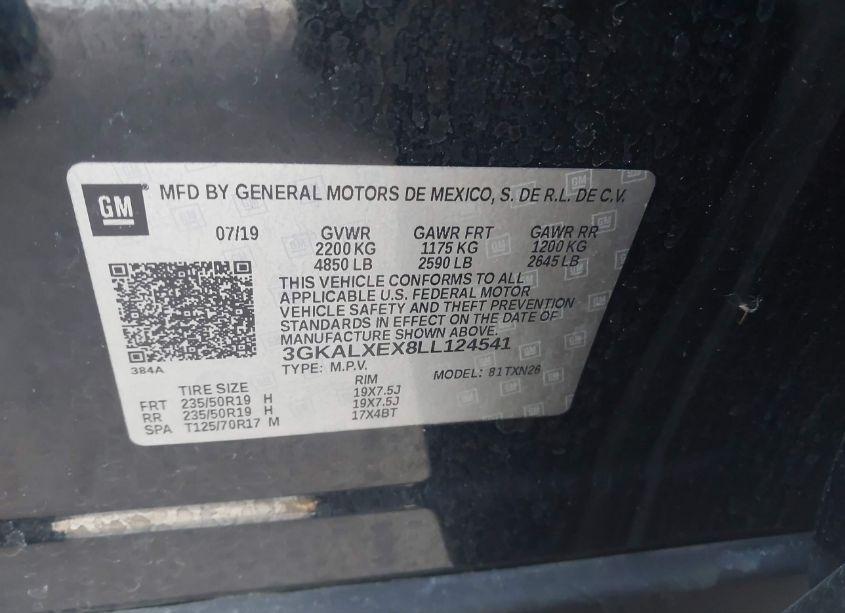 GM ® MFD BY GENERAL MOTORS DE MEXICO, S. DE R.L. DE C.V.
07/19 GVWR GAWR FRT GAWR RR
2200 KG 1175 KG 1200 KG
4850 LB 2590 LB 2645 LB
THIS VEHICLE CONFORMS TO ALL
APPLICABLE U.S. FEDERAL MOTOR
VEHICLE SAFETY AND THEFT PREVENTION
STANDARDS IN EFFECT ON THE DATE OF
MANUFACTURE SHOWN ABOVE.
3GKALXEX8LL124541
384A TYPE: M.P.V. MODEL: 81TXN26
TIRE SIZE RIM
FRT 235/50R19 H 19X7.5J
RR 235/50R19 H 19X7.5J
SPA T125/70R17 M 17X4BT